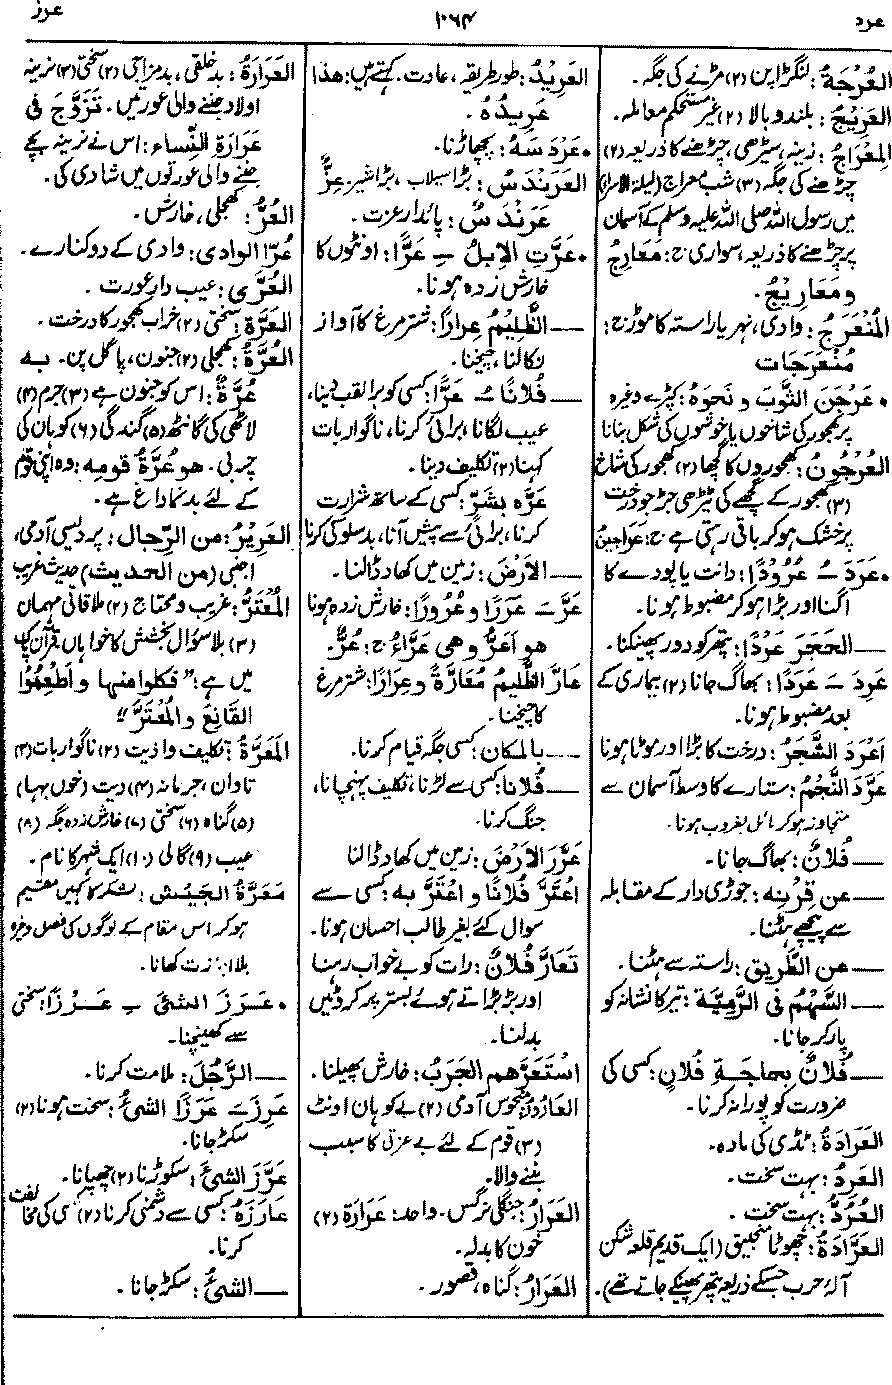 عرد
۱۰۶۴
عرز
العُرْجَةُ: لنگڑاپن (۲) مڑنے کی جگہ۔
العَرِيْجُ: بلند و بالا (۲) غیر مستحکم معاملہ۔
المِعْرَاجُ: زینہ، سیڑھی، چڑھنے کا ذریعہ (۲)
چڑھنے کی جگہ (۳) شب معراج (لیلۃ الاسراء)
میں رسول اللہ صلی اللہ علیہ وسلم کے آسمان
پر چڑھنے کا ذریعہ، سواری ج: مَعَارِجُ
ومَعَارِيْجُ۔
المُنْعَرَجُ: وادی، نہر یا راستہ کا موڑ ج:
مُنْعَرَجَات
• عَرْجَنَ الثَّوْبَ و نَحْوَهُ: کپڑے وغیرہ
پر کھجور کی شاخوں یا خوشوں کی شکل بنانا
العُرْجُونُ: کھجوروں کا گچھا (۲) کھجور کی شاخ
(۳) کھجور کے گچھے کی ٹیڑھی جڑ جو درخت
پر خشک ہو کر باقی رہتی ہے ج: عَرَاجِينُ
• عَرَدَ ـُ عُرُوْدًا: دانت یا پودے کا
اگنا اور بڑا ہو کر مضبوط ہونا۔
ــــ الحَجَرَ عَرْدًا: پتھر کو دور پھینکنا۔
عَرِدَ ـَ عَرَدًا: بھاگ جانا (۲) بیماری کے
بعد مضبوط ہونا۔
أَعْرَدَ الشَّجَرُ: درخت کا بڑا اور موٹا ہونا
عَرَّدَ النَّجْمُ: ستارے کا وسط آسمان سے
متجاوز ہو کر مائل بغروب ہونا۔
ــــ فُلَانٌ: بھاگ جانا۔
ــــ عن قِرْنِه: جوڑی دار کے مقابلہ
سے پیچھے ہٹنا۔
ــــ عن الطَّرِيق: راستہ سے ہٹنا۔
ــــ السَّهْمُ فی الرَّمِيَّة: تیر کا نشانہ کو
پار کر جانا۔
ــــ فُلَانٌ بِحاجَةِ فُلَانٍ: کسی کی
ضرورت کو پورا نہ کرنا۔
العَرَادَةُ: ٹڈی کی مادہ۔
العَرِدُ: بہت سخت۔
العُرُدُّ: بہت سخت۔
العَرَّادَةُ: چھوٹا منجنیق (ایک قدیم قلعہ شکن
آلۂ حرب جسکے ذریعہ پتھر پھینکے جاتے تھے)۔
العَرِيْدُ: طور طریقہ، عادت۔ کہتے ہیں: هذا
عَرِيدُهُ۔
• عَرْدَسَهُ: پچھاڑنا۔
العَرَنْدَسُ: بڑا سیلاب، بڑا شیر۔ عِزٌّ
عَرَنْدَسٌ: پائدار عزت۔
• عَرَّتِ الإِبِلُ ـِ عَرًّا: اونٹوں کا
خارش زدہ ہونا۔
ــــ الظَّلِيْمُ عِرارًا: شتر مرغ کا آواز
نکالنا، چیخنا۔
ــــ فُلَانًا ـُ عَرًّا: کسی کو برا لقب دینا،
عیب لگانا، برائی کرنا، ناگوار بات
کہنا (۲) تکلیف دینا۔
عَرَّه بِشَرٍّ: کسی کے ساتھ شرارت
کرنا، برائی سے پیش آنا، بدسلوکی کرنا
ــــ الأَرْضَ: زمین میں کھاد ڈالنا۔
عَرَّ ـَ عَرَرًا و عُرُورًا: خارش زدہ ہونا
هو أَعَرُّ وهي عَرَّاءُ ج: عُرٌّ۔
عَارَّ الظَّلِيْمُ مُعَارَّةً و عِرَارًا: شتر مرغ
کا چیخنا۔
ــــ بالمكان: کسی جگہ قیام کرنا۔
ــــ فُلَانًا: کسی سے لڑنا، تکلیف پہنچانا،
جنگ کرنا۔
عَرَّرَ الأَرْضَ: زمین میں کھاد ڈالنا
اعْتَرَّ فُلَانًا و اعْتَرَّ به: کسی سے
سوال کئے بغیر طالب احسان ہونا۔
تَعَارَّ فُلَانٌ: رات کو بے خواب رہنا
اور بڑبڑاتے ہوئے بستر پر کروٹیں
بدلنا۔
اسْتَعَرَّهم الجَرَبُ: خارش پھیلنا۔
العَارُوْرَةُ: منحوس آدمی (۲) بے کوہان اونٹ
(۳) قوم کے لئے بے عزتی کا سبب
بننے والا۔
العَرَارُ: جنگلی نرگس۔ واحد: عَرَارَة (۲)
خون کا بدلہ۔
العَرَارُ: گناہ، قصور۔
العَرَارَةُ: بدخلقی، بدمزاجی (۲) سختی (۳) نرینہ
اولاد جننے والی عورتیں۔ تَزَوَّجَ فی
عَرَارَةِ النِّسَاء: اس نے نرینہ بچے
جننے والی عورتوں میں شادی کی۔
العُرُّ: کھجلی، خارش۔
عُرّا الوادى: وادی کے دو کنارے۔
العُرَّى: عیب دار عورت۔
العَرَّةُ: سختی (۲) خراب کھجور کا درخت۔
العُرَّةُ: کھجلی (۲) جنون، پاگل پن۔ به
عُرَّةٌ: اس کو جنون ہے (۳) جرم (۴)
لاٹھی کی گانٹھ (۵) گندگی (۶) کوہان کی
چربی۔ هو عُرَّةُ قومه: وہ اپنی قوم
کے لئے بدنما داغ ہے۔
العَرِيْرُ: من الرِّجال: پردیسی آدمی،
اجنبی (من الحديث) حدیث غریب
المُعْتَرُّ: غریب و محتاج (۲) ملاقاتی مہمان
(۳) بلا سوال بخشش کا خواہاں قرآن پاک
میں ہے: "فَكُلُوا مِنها و أَطْعِمُوْا
القَانِعَ و المُعْتَرَّ"
المَعَرَّةُ: تکلیف و اذیت (۲) ناگوار بات (۳)
تاوان، جرمانہ (۴) دیت (خون بہا)
(۵) گناہ (۶) سختی (۷) خارش زدہ جگہ (۸)
عیب (۹) گالی (۱۰) ایک شہر کا نام۔
مَعَرَّةُ الجَيْش: لشکر کا کہیں مقیم
ہو کر اس مقام کے لوگوں کی فصل وغیرہ
بلا اجازت کھانا۔
• عَرَزَ الشئَ ـِ عَرْزًا: سختی
سے کھینچنا۔
ــــ الرَّجُلَ: ملامت کرنا۔
عَرِزَ ـَ عَرَزًا الشئُ: سخت ہونا (۲)
سکڑ جانا۔
عَرَّزَ الشئَ: سکوڑنا (۲) چھپانا۔
عَارَزَهُ: کسی سے دشمنی کرنا (۲) کسی کی مخالفت
کرنا۔
ــــ الشئُ: سکڑ جانا۔